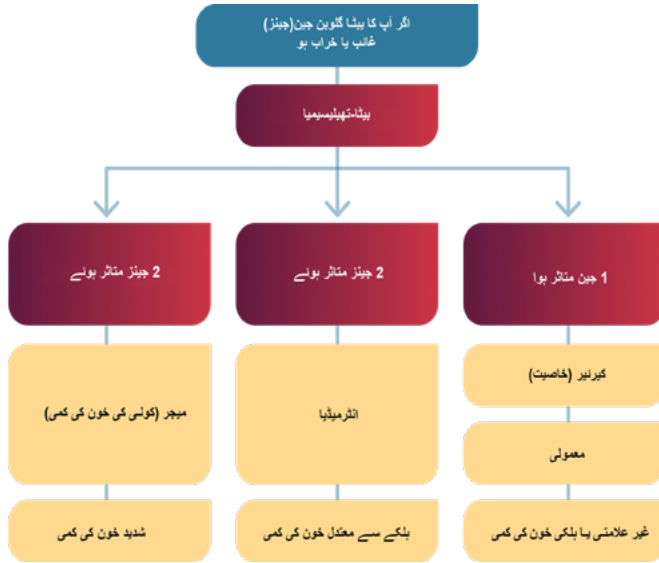 اگر آپ کا بیٹا گلوبن جین(جینز)
غائب یا خراب ہو
بیٹا-تھیلیسیمیا
1 جین متاثر ہوا
2 جینز متاثر ہوئے
2 جینز متاثر ہوئے
کیرئیر (خاصیت)
معمولی
انٹرمیڈیا
میجر (کولی کی خون کی کمی)
غیر علامتی یا ہلکی خون کی کمی
ہلکے سے معتدل خون کی کمی
شدید خون کی کمی